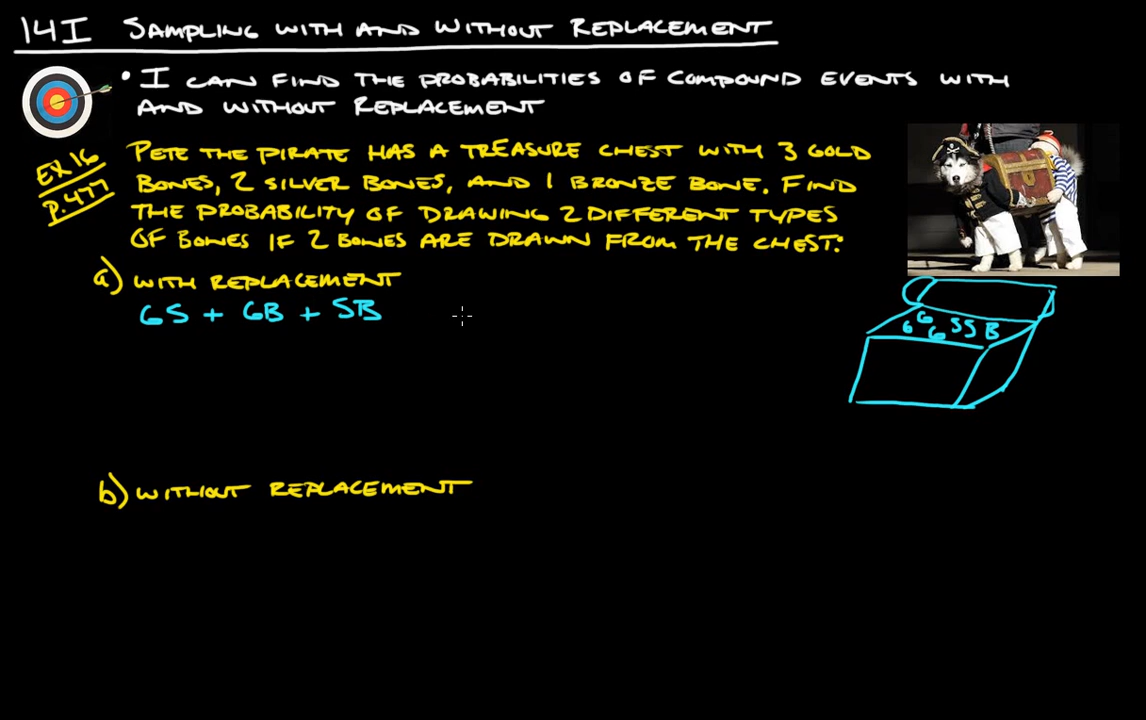 14I SAMPLING WITH AND WITHOUT REPLACEMENT
• I CAN FIND THE PROBABILITIES OF COMPOUND EVENTS WITH
AND WITHOUT REPLACEMENT
EX 16
P.477
PETE THE PIRATE HAS A TREASURE CHEST WITH 3 GOLD
BONES, 2 SILVER BONES, AND 1 BRONZE BONE. FIND
THE PROBABILITY OF DRAWING 2 DIFFERENT TYPES
OF BONES IF 2 BONES ARE DRAWN FROM THE CHEST:
a) WITH REPLACEMENT
GS + GB + SB
G G G S S B
b) WITHOUT REPLACEMENT